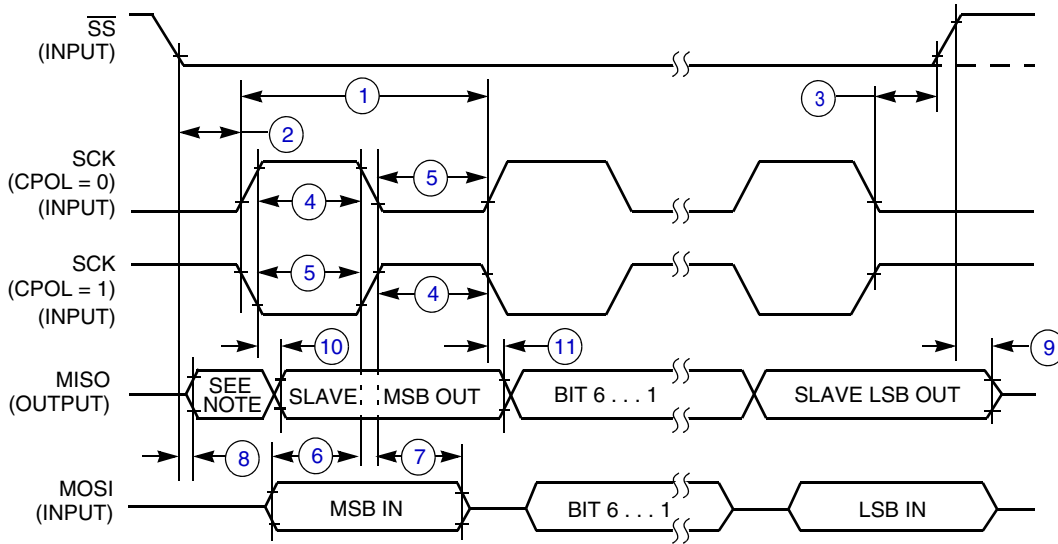 SS
(INPUT)
1
3
2
SCK
(CPOL = 0)
(INPUT)
5
4
SCK
(CPOL = 1)
(INPUT)
5
4
10
11
9
MISO
(OUTPUT)
SEE
NOTE
SLAVE
MSB OUT
BIT 6 . . . 1
SLAVE LSB OUT
8
6
7
MOSI
(INPUT)
MSB IN
BIT 6 . . . 1
LSB IN